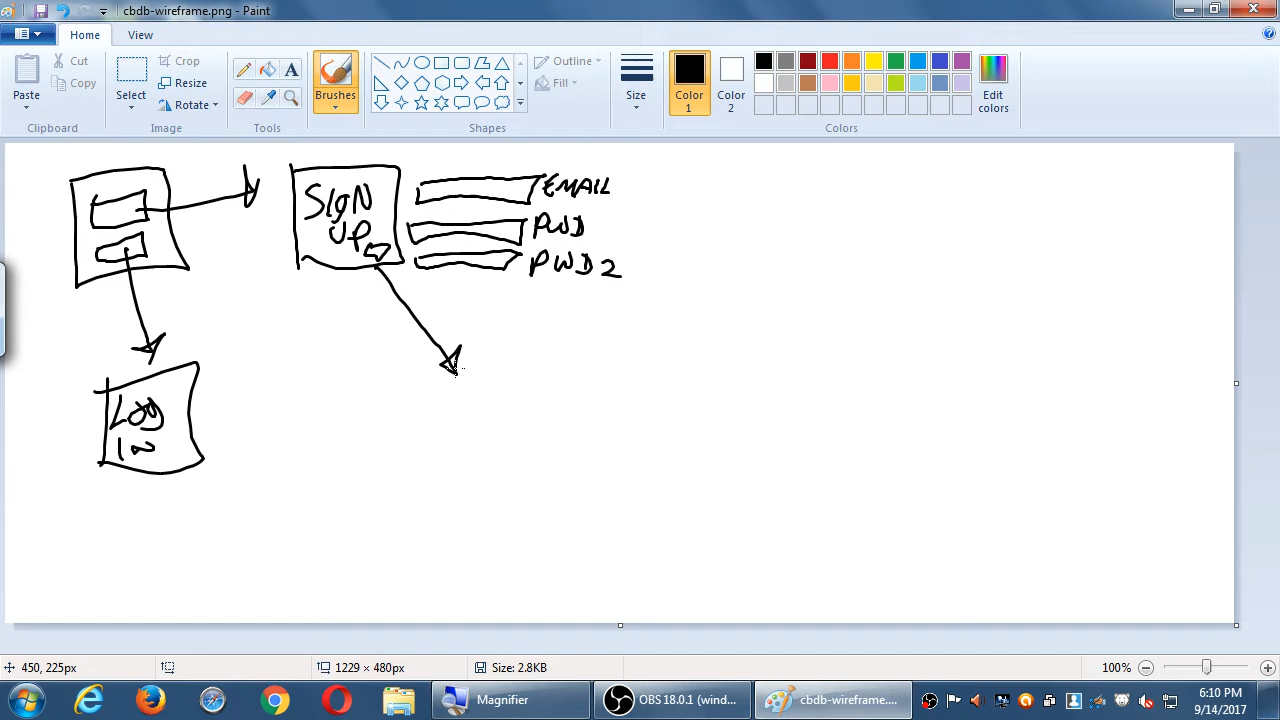 cbdb-wireframe.png - Paint
Home View
Paste
Cut
Copy
Clipboard
Select
Crop
Resize
Rotate
Image
A
Tools
Brushes
Outline
Fill
Shapes
Size
Color 1
Color 2
Edit colors
Colors
SIgN UP
EMAIL
PWD
PWD 2
LOg IN
450, 225px
1229 × 480px
Size: 2.8KB
100%
Magnifier
OBS 18.0.1 (wind...
cbdb-wireframe....
6:10 PM
9/14/2017